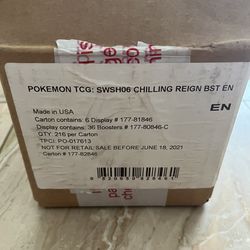 POKEMON TCG: SWSH06 CHILLING REIGN BST EN
Made in USA
Carton contains: 6 Display # 177-81846
Display contains: 36 Boosters # 177-80846-C
QTY: 216 per Carton
TPCI: PO-017613
NOT FOR RETAIL SALE BEFORE JUNE 18, 2021
Carton # 177-82846